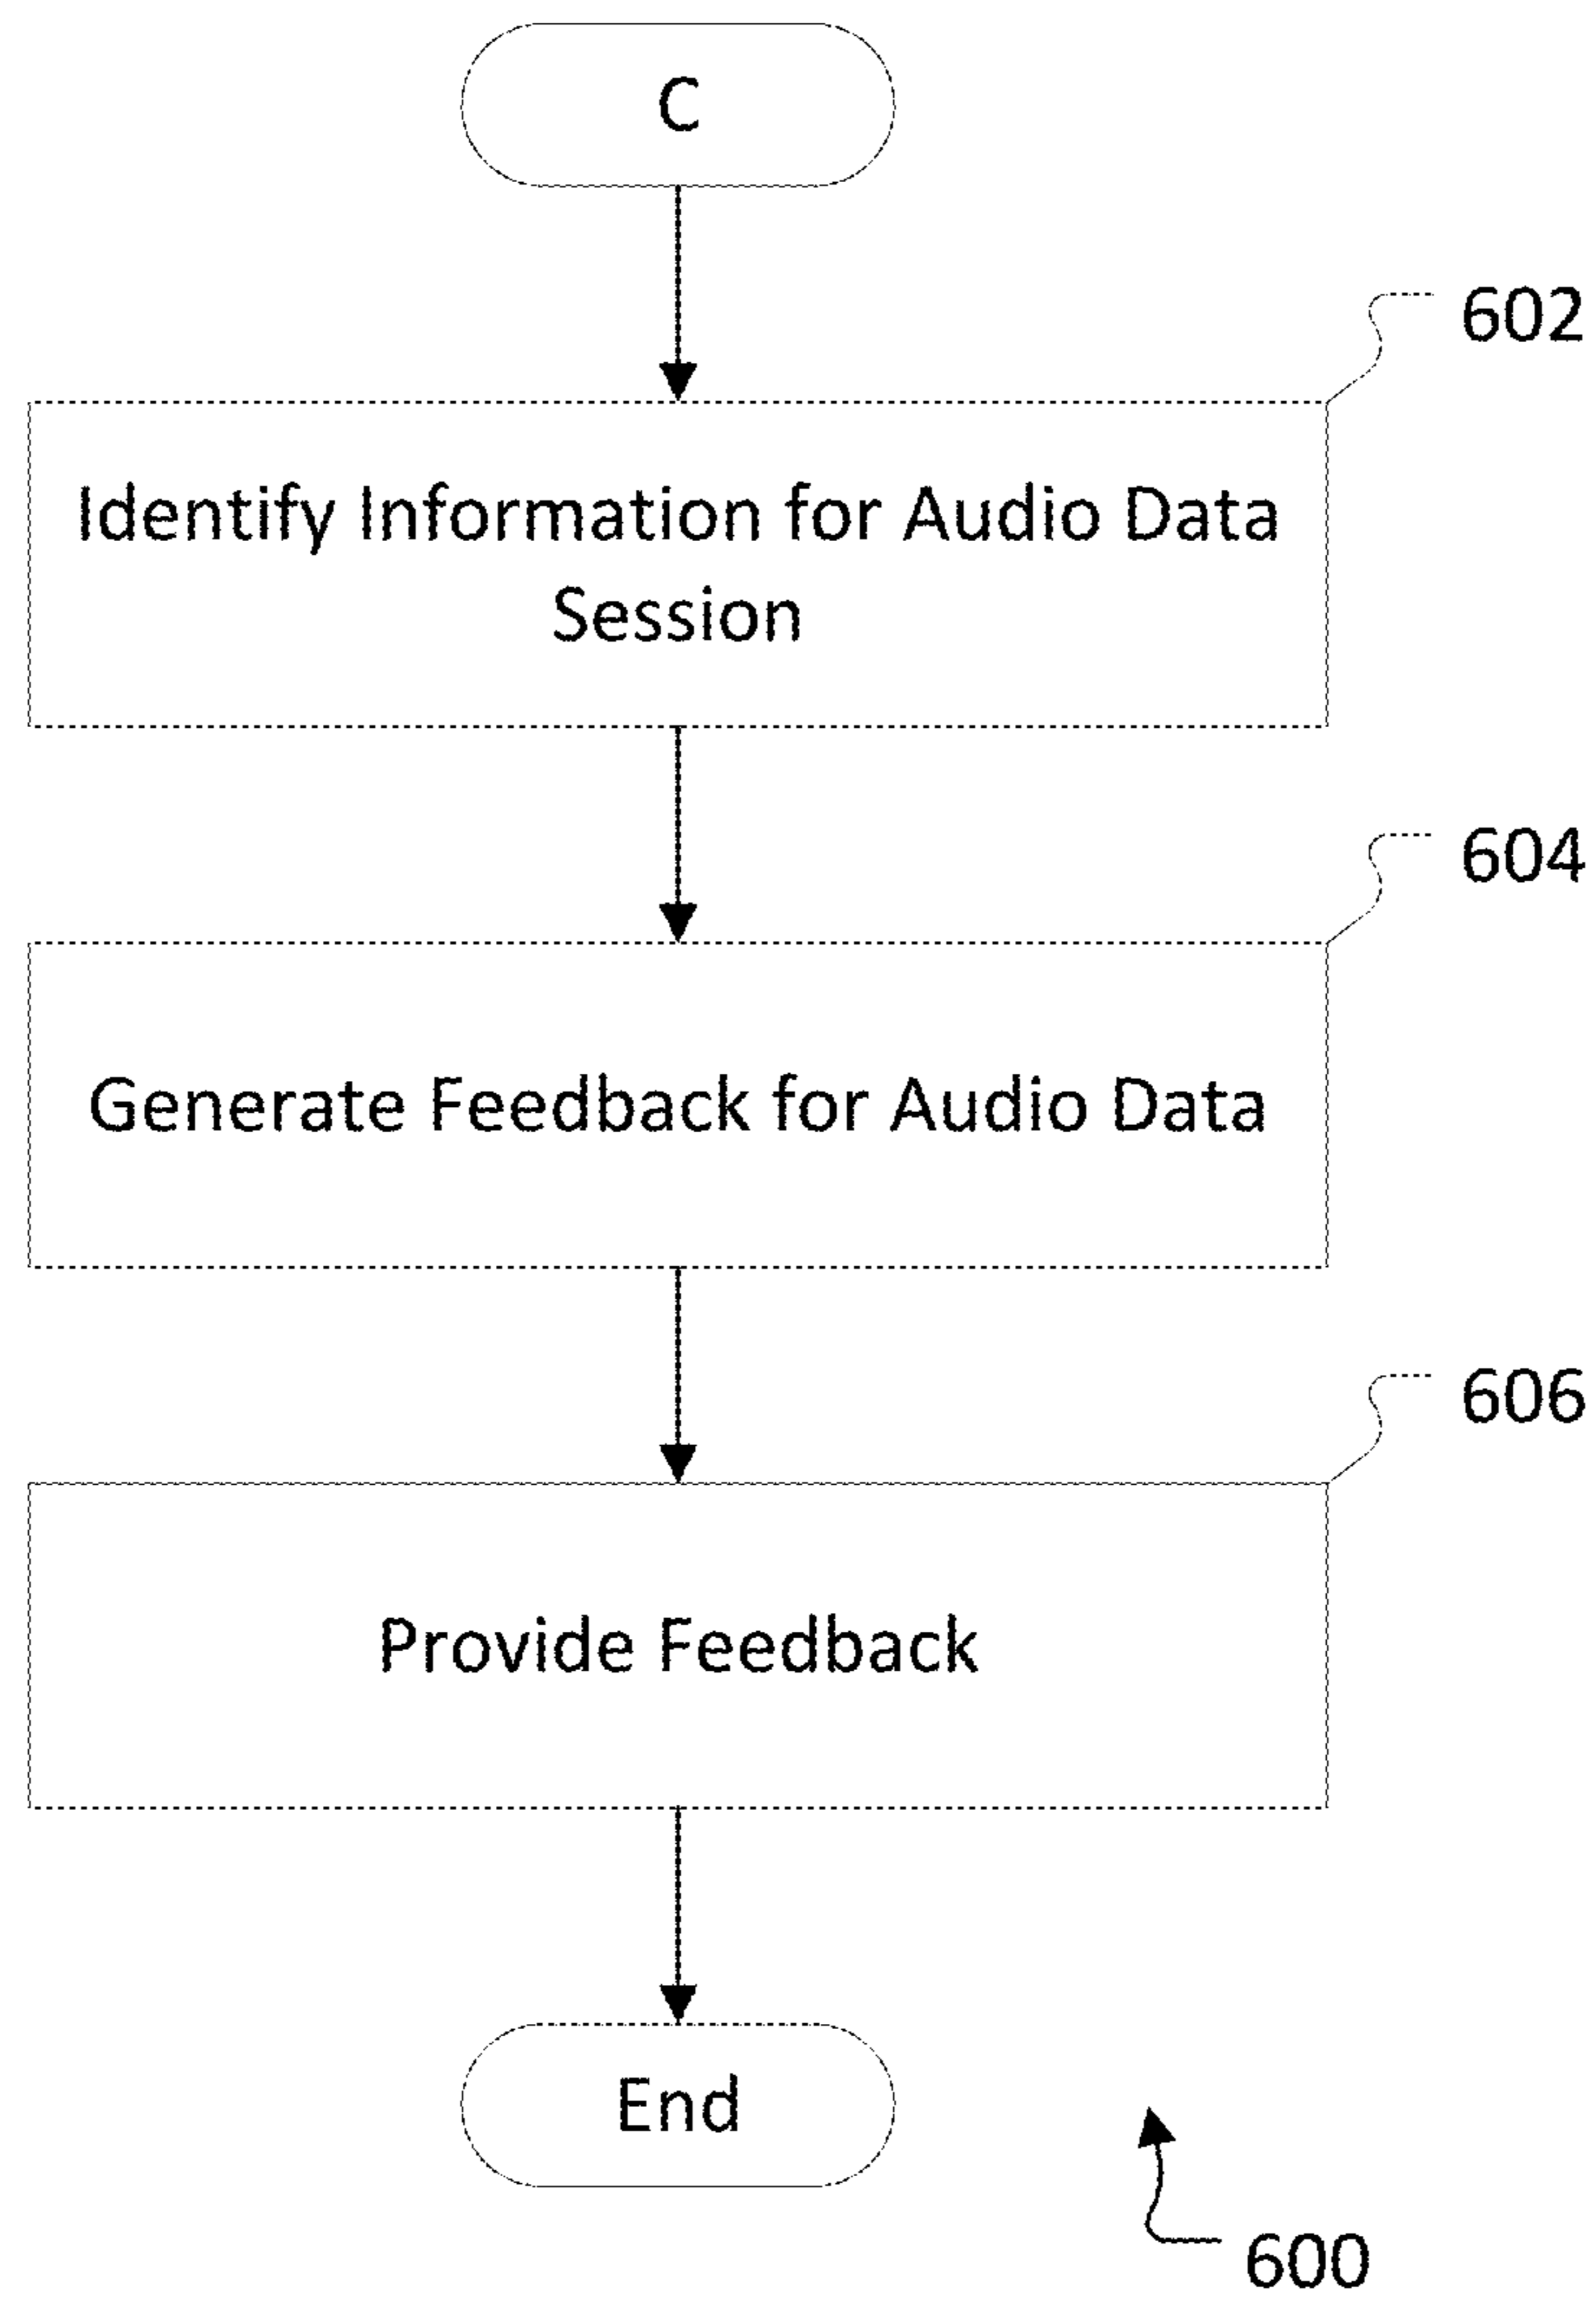 C
602
Identify Information for Audio Data
Session
604
Generate Feedback for Audio Data
606
Provide Feedback
End
600